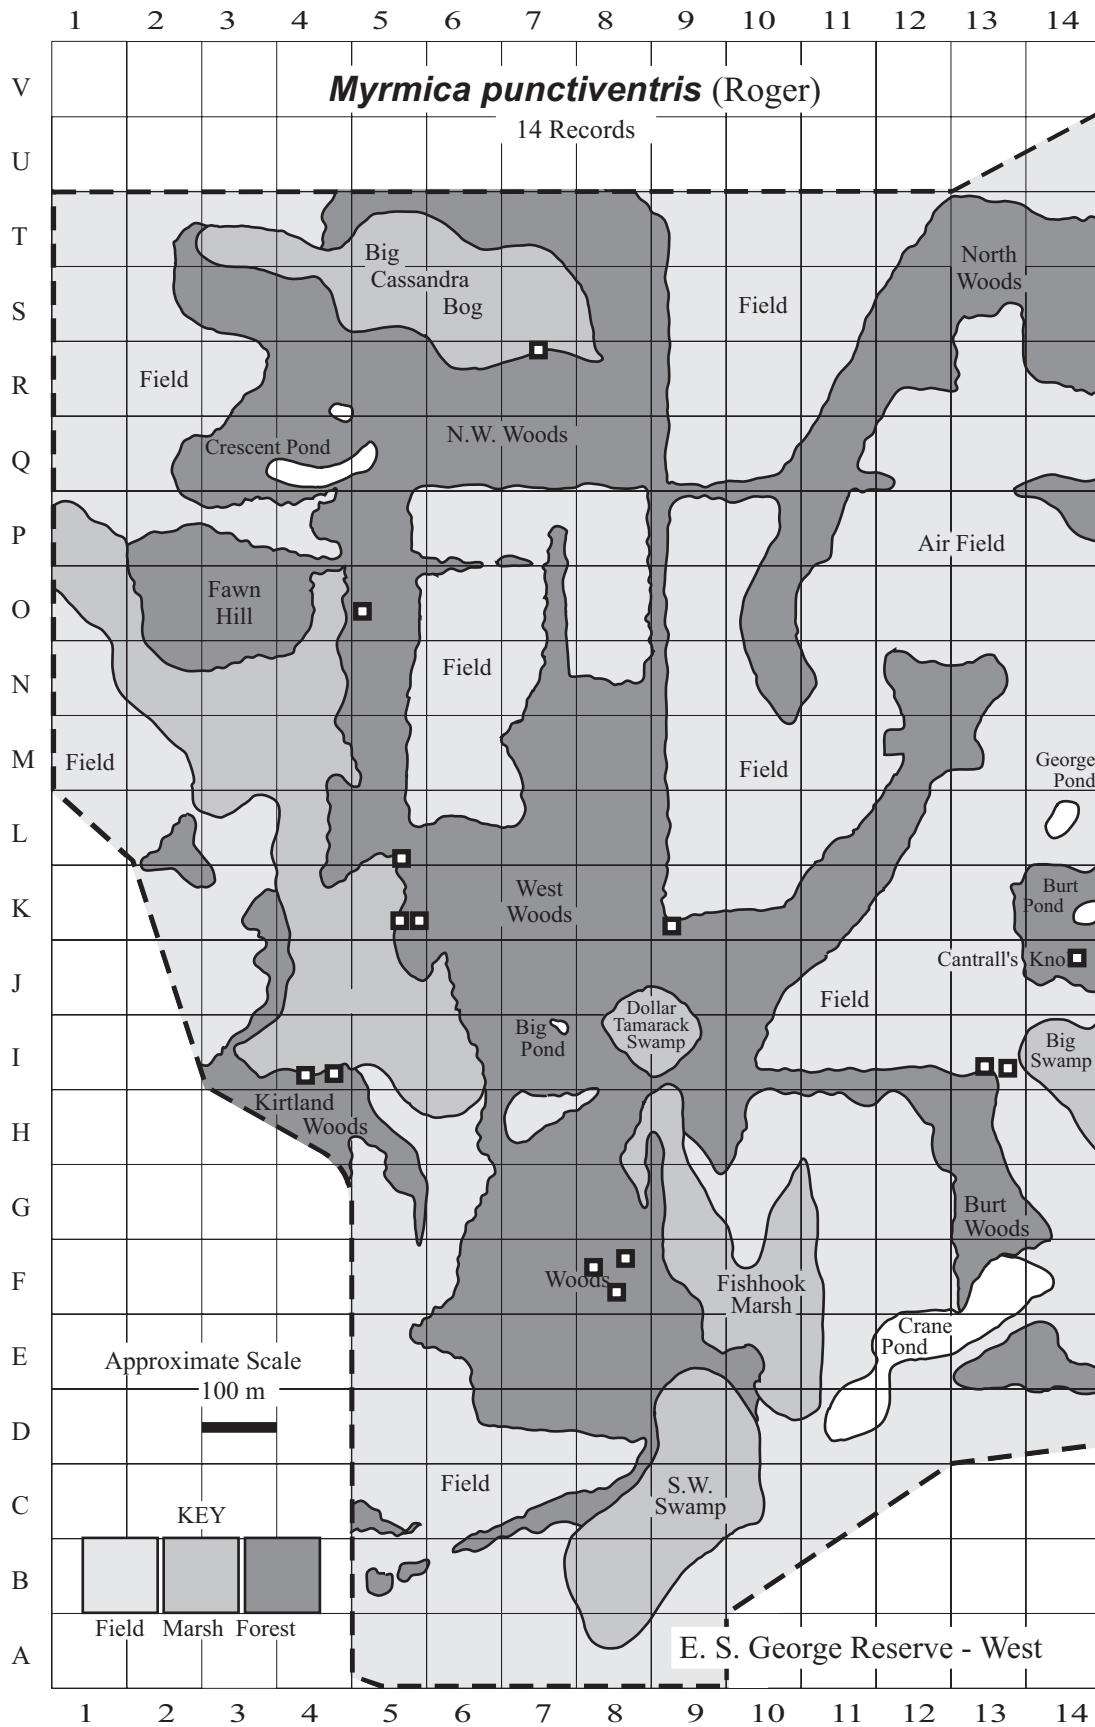 1 2 3 4 5 6 7 8 9 10 11 12 13 14
V
Myrmica punctiventris (Roger)
14 Records
U
T
Big
Cassandra
Bog
North
Woods
S
Field
R
Field
N.W. Woods
Crescent Pond
Q
P
Air Field
Fawn
Hill
O
Field
N
M
Field
Field
George
Pond
L
West
Woods
Burt
Pond
K
Cantrall's Kno
J
Field
Dollar
Tamarack
Swamp
Big
Pond
Big
Swamp
I
Kirtland
Woods
H
G
Burt
Woods
Woods
Fishhook
Marsh
F
Crane
Pond
E
Approximate Scale
100 m
D
Field
S.W.
Swamp
C
KEY
B
Field Marsh Forest
A
E. S. George Reserve - West
1 2 3 4 5 6 7 8 9 10 11 12 13 14